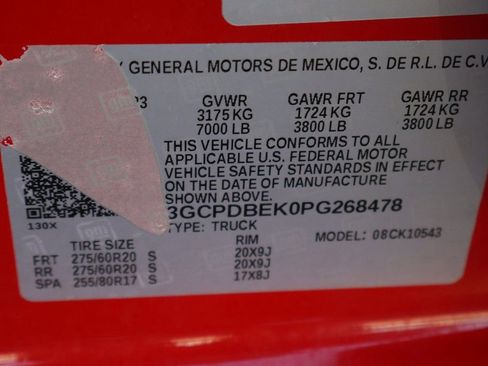 Y GENERAL MOTORS DE MEXICO, S. DE R.L. DE C.V
23 GVWR GAWR FRT GAWR RR
3175 KG 1724 KG 1724 KG
7000 LB 3800 LB 3800 LB
THIS VEHICLE CONFORMS TO ALL
APPLICABLE U.S. FEDERAL MOTOR
VEHICLE SAFETY STANDARDS IN EFFECT
ON THE DATE OF MANUFACTURE
SHOWN ABOVE.
3GCPDBEK0PG268478
130X TYPE: TRUCK
TIRE SIZE RIM MODEL: 08CK10543
FRT 275/60R20 S 20X9J
RR 275/60R20 S 20X9J
SPA 255/80R17 S 17X8J